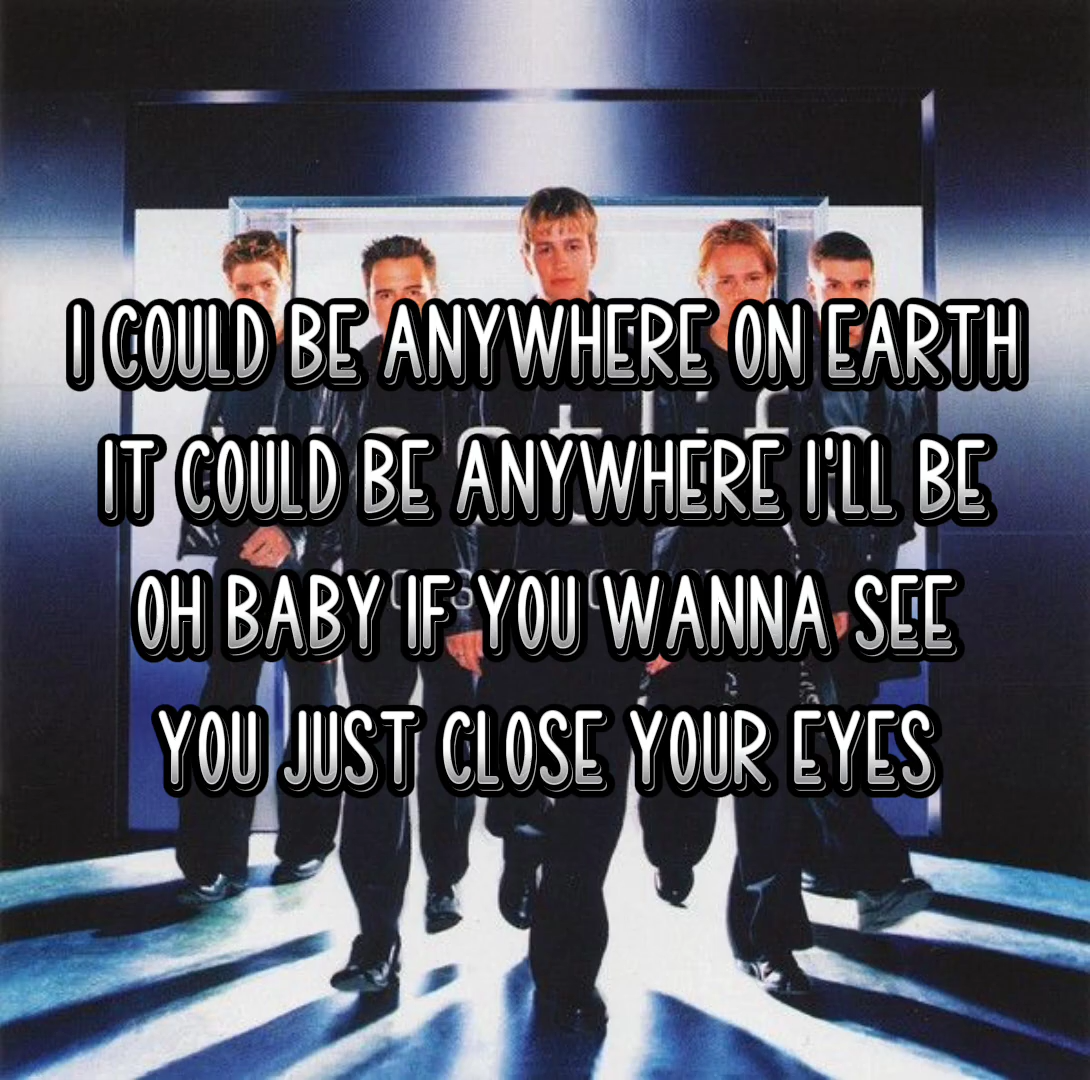 I COULD BE ANYWHERE ON EARTH
westlife
IT COULD BE ANYWHERE I'LL BE
OH BABY IF YOU WANNA SEE
YOU JUST CLOSE YOUR EYES